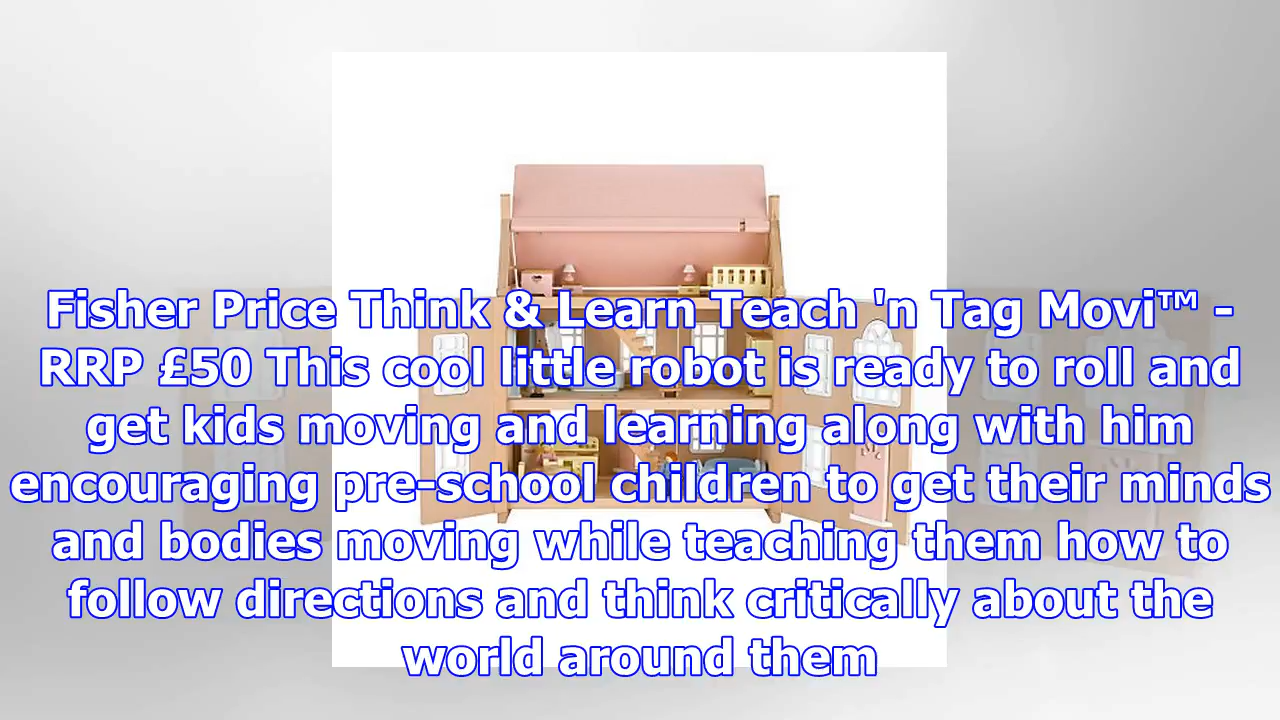 Fisher Price Think & Learn Teach 'n Tag Movi™ -
RRP £50 This cool little robot is ready to roll and
get kids moving and learning along with him
encouraging pre-school children to get their minds
and bodies moving while teaching them how to
follow directions and think critically about the
world around them